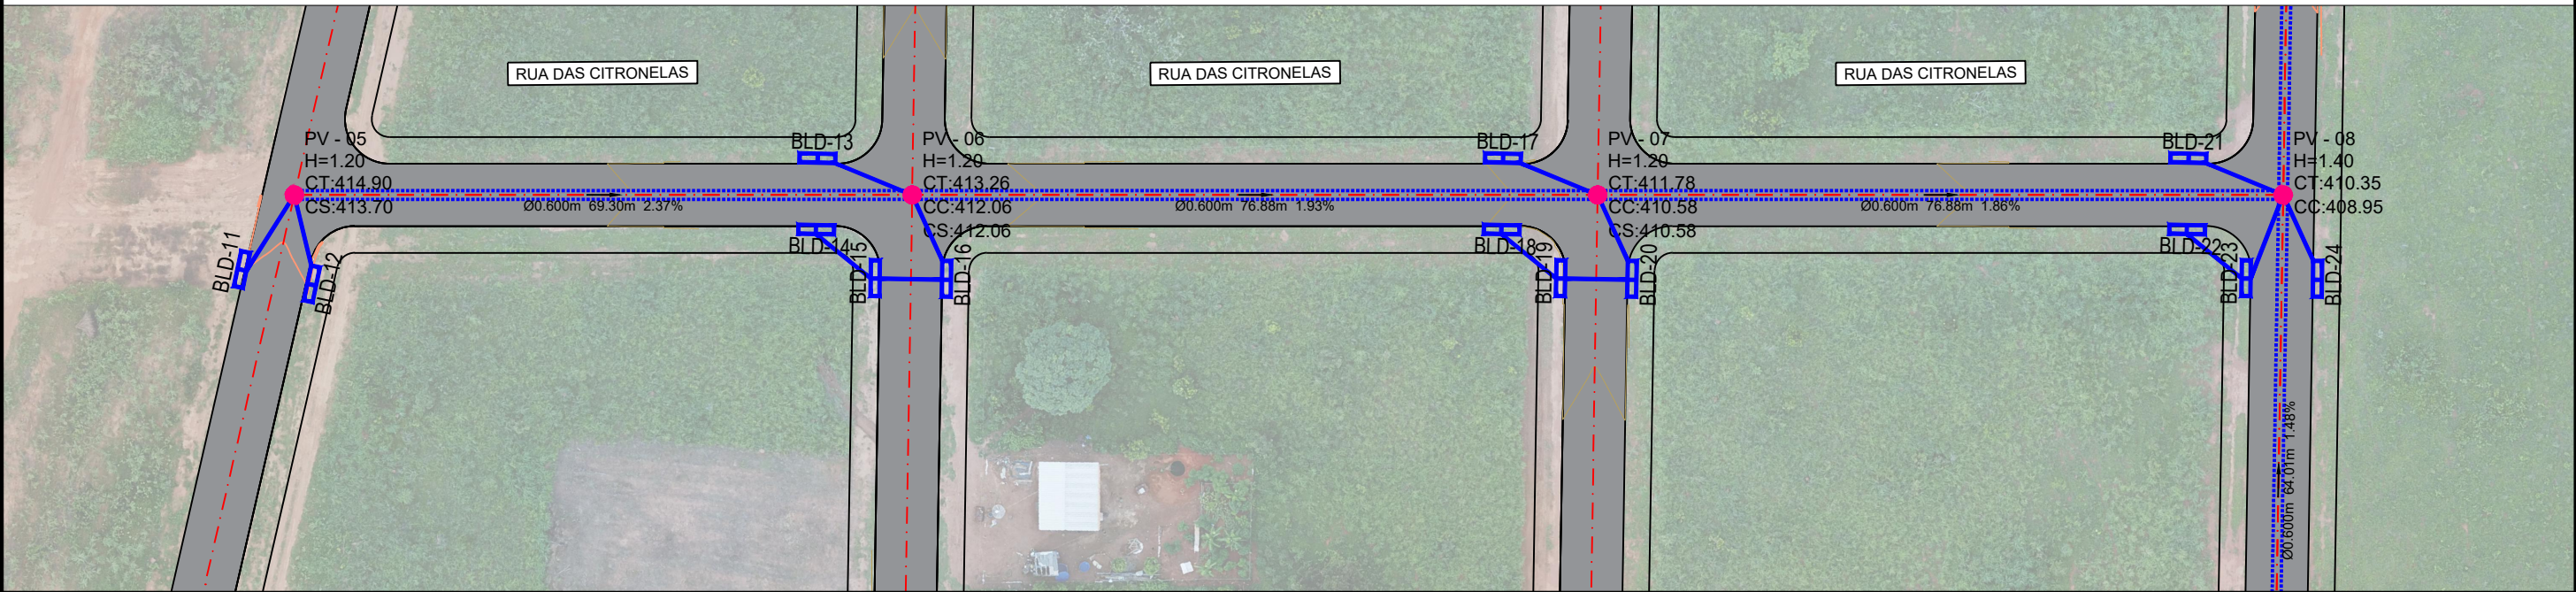 RUA DAS CITRONELAS
RUA DAS CITRONELAS
RUA DAS CITRONELAS
PV - 05
H=1.20
CT:414.90
CS:413.70
BLD-11
BLD-12
Ø0.600m 69.30m 2.37%
BLD-13
BLD-14
BLD-15
BLD-16
PV - 06
H=1.20
CT:413.26
CC:412.06
CS:412.06
Ø0.600m 76.88m 1.93%
BLD-17
BLD-18
BLD-19
BLD-20
PV - 07
H=1.20
CT:411.78
CC:410.58
CS:410.58
Ø0.600m 76.88m 1.86%
BLD-21
BLD-22
BLD-23
BLD-24
PV - 08
H=1.40
CT:410.35
CC:408.95
Ø0.600m 64.01m 1.48%